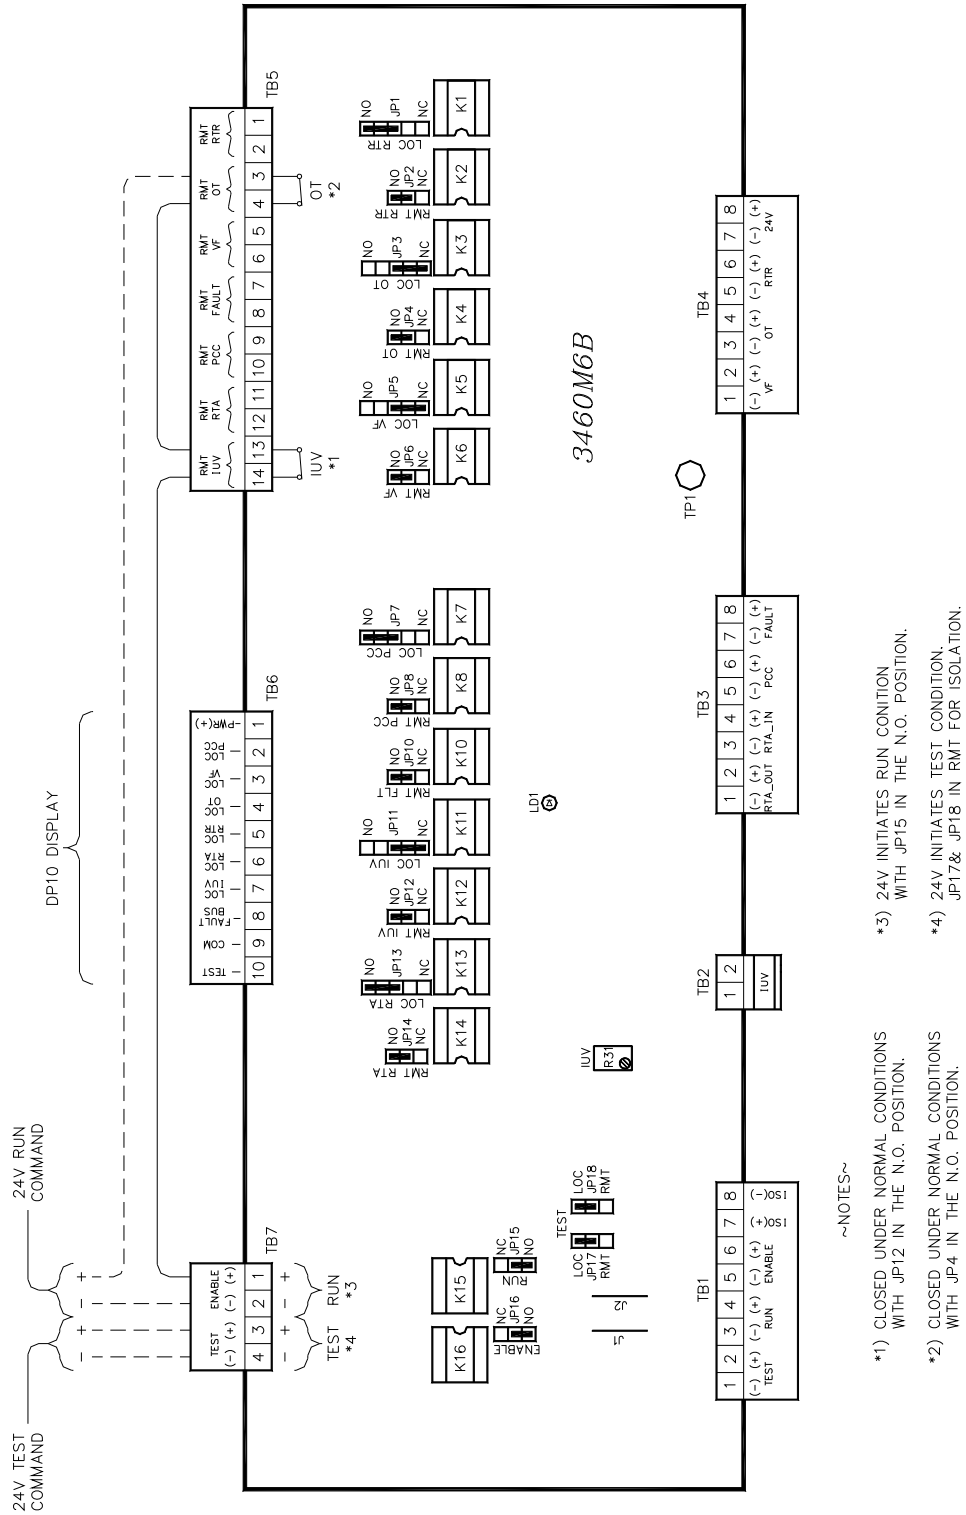 24V TEST
COMMAND
24V RUN
COMMAND
+
-
+
-
DP10 DISPLAY
TB7
TEST
(-) (+)
ENABLE
(-) (+)
4 3 2 1
- + - +
TEST
*4
RUN
*3
TB6
TEST
COM
FAULT
BUS
LOC
IUV
LOC
RTA
LOC
RTR
LOC
OT
LOC
VF
LOC
PCC
-PWR(+)
10 9 8 7 6 5 4 3 2 1
TB5
RMT
IUV
RMT
RTA
RMT
PCC
RMT
FAULT
RMT
VF
RMT
OT
RMT
RTR
14 13 12 11 10 9 8 7 6 5 4 3 2 1
IUV
*1
OT
*2
RMT RTA
NO
JP14
NC
K14
LOC RTA
NO
JP13
NC
K13
RMT IUV
NO
JP12
NC
K12
LOC IUV
NO
JP11
NC
K11
RMT FLT
NO
JP10
NC
K10
RMT PCC
NO
JP8
NC
K8
LOC PCC
NO
JP7
NC
K7
RMT VF
NO
JP6
NC
K6
LOC VF
NO
JP5
NC
K5
RMT OT
NO
JP4
NC
K4
LOC OT
NO
JP3
NC
K3
RMT RTR
NO
JP2
NC
K2
LOC RTR
NO
JP1
NC
K1
K16
K15
ENABLE
NC
JP16
NO
RUN
NC
JP15
NO
TEST
LOC
JP17
RMT
LOC
JP18
RMT
J1
J2
IUV
R31
LD1
3460M6B
TP1
TB1
1 2 3 4 5 6 7 8
(-) (+) (-) (+) (-) (+) ISO(+) ISO(-)
TEST RUN ENABLE
TB2
1 2
IUV
TB3
1 2 3 4 5 6 7 8
(-) (+) (-) (+) (-) (+) (-) (+)
RTA_OUT RTA_IN PCC FAULT
TB4
1 2 3 4 5 6 7 8
(-) (+) (-) (+) (-) (+) (-) (+)
VF OT RTR 24V
~NOTES~
*1) CLOSED UNDER NORMAL CONDITIONS
WITH JP12 IN THE N.O. POSITION.
*2) CLOSED UNDER NORMAL CONDITIONS
WITH JP4 IN THE N.O. POSITION.
*3) 24V INITIATES RUN CONITION
WITH JP15 IN THE N.O. POSITION.
*4) 24V INITIATES TEST CONDITION.
JP17& JP18 IN RMT FOR ISOLATION.